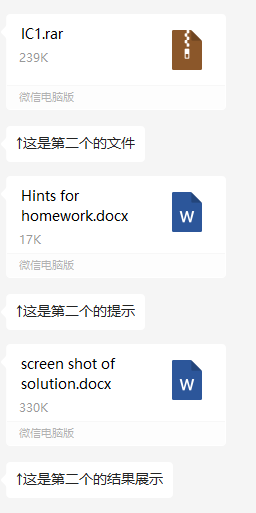 IC1.rar
239K
微信电脑版
↑这是第二个的文件
Hints for
homework.docx
W
17K
微信电脑版
↑这是第二个的提示
screen shot of
solution.docx
W
330K
微信电脑版
↑这是第二个的结果展示